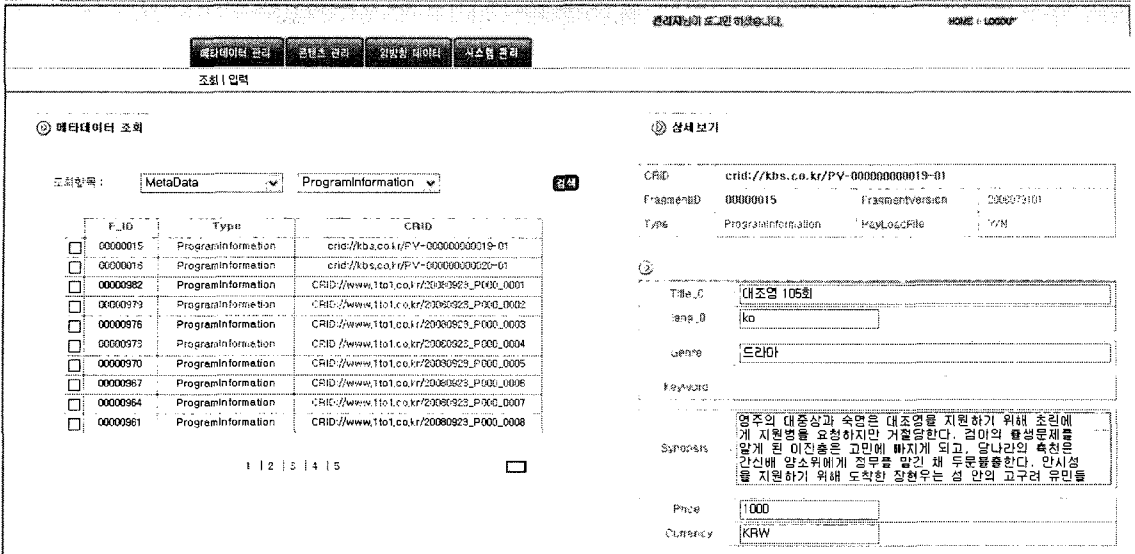 관리자님이 로그인 하셨습니다. HOME | LOGOUT
메타데이터 관리 콘텐츠 관리 양방향 데이터 시스템 관리
조회 | 입력
메타데이터 조회
조회항목 : MetaData ProgramInformation 검색
F_ID Type CRID
00000015 ProgramInformation crid://kbs.co.kr/PV-000000000019-01
00000016 ProgramInformation crid://kbs.co.kr/PV-000000000020-01
00000982 ProgramInformation CRID://www.1to1.co.kr/20080923_P000_0001
00000979 ProgramInformation CRID://www.1to1.co.kr/20080923_P000_0002
00000976 ProgramInformation CRID://www.1to1.co.kr/20080923_P000_0003
00000973 ProgramInformation CRID://www.1to1.co.kr/20080923_P000_0004
00000970 ProgramInformation CRID://www.1to1.co.kr/20080923_P000_0005
00000967 ProgramInformation CRID://www.1to1.co.kr/20080923_P000_0006
00000964 ProgramInformation CRID://www.1to1.co.kr/20080923_P000_0007
00000961 ProgramInformation CRID://www.1to1.co.kr/20080923_P000_0008
1 | 2 | 3 | 4 | 5
상세보기
CRID crid://kbs.co.kr/PV-000000000019-01
FragmentID 00000015 Fragmentversion
Type ProgramInformation PayLoadFile
Title_0 대조영 105회
lang_0 ko
Genre 드라마
Keyword
Synopsis 영주의 대중상과 숙영은 대조영을 지원하기 위해 초린에
게 지원병을 요청하지만 거절당한다. 검이의 출생문제를
알게 된 이진충은 고민에 빠지게 되고, 당나라의 측천은
간신배 양소위에게 정무를 맡긴 채 두문불출한다. 안시성
을 지원하기 위해 도착한 장현우는 성 안의 고구려 유민들
Price 1000
Currency KRW